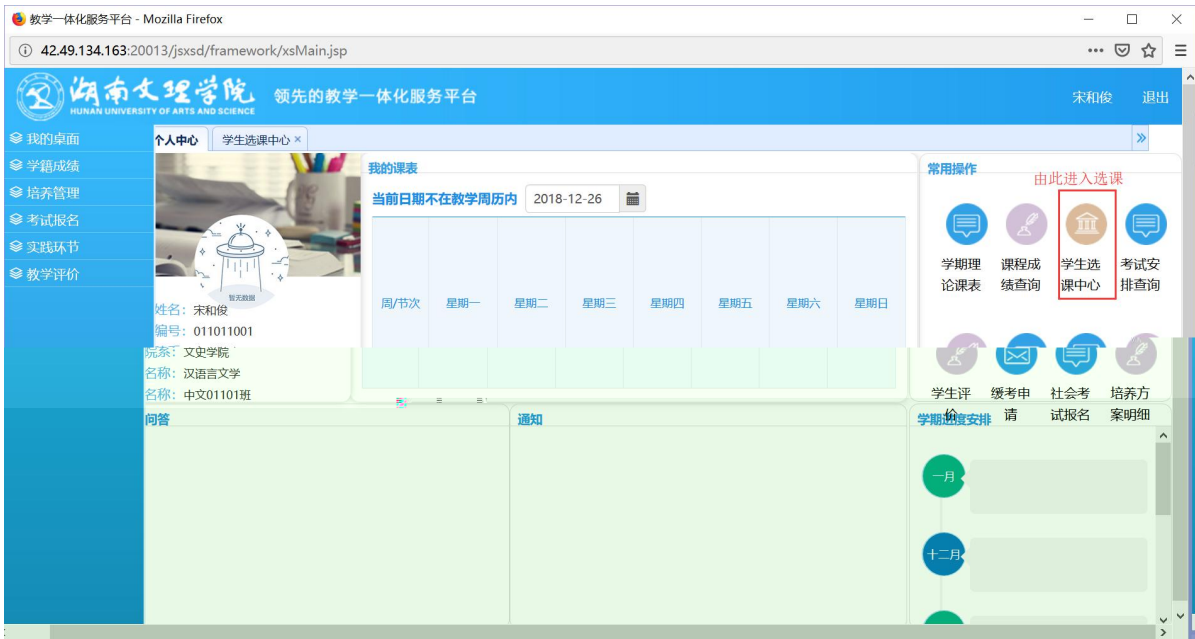 教学一体化服务平台 - Mozilla Firefox
42.49.134.163:20013/jsxsd/framework/xsMain.jsp
湖南文理学院
HUNAN UNIVERSITY OF ARTS AND SCIENCE
领先的教学一体化服务平台
宋和俊 退出
我的桌面
学籍成绩
培养管理
考试报名
实践环节
教学评价
个人中心 学生选课中心 ×
暂无数据
姓名：宋和俊
编号：011011001
院系：文史学院
名称：汉语言文学
名称：中文01101班
我的课表
当前日期不在教学周历内 2018-12-26
周/节次 星期一 星期二 星期三 星期四 星期五 星期六 星期日
常用操作
由此进入选课
学期理论课表
课程成绩查询
学生选课中心
考试安排查询
学生评价
缓考申请
社会考试报名
培养方案明细
问答
通知
学期进度安排
一月
十二月